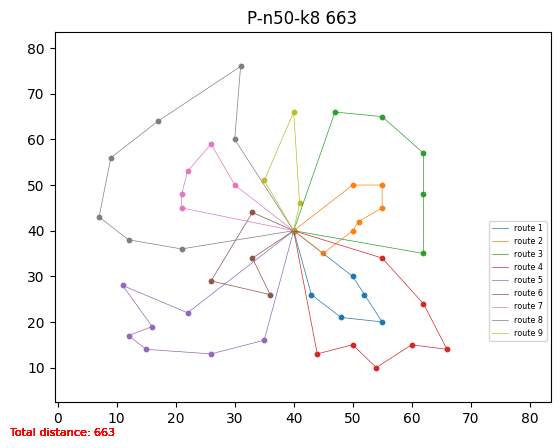 P-n50-k8 663
80
70
60
50
40
30
20
10
0 10 20 30 40 50 60 70 80
route 1
route 2
route 3
route 4
route 5
route 6
route 7
route 8
route 9
Total distance: 663